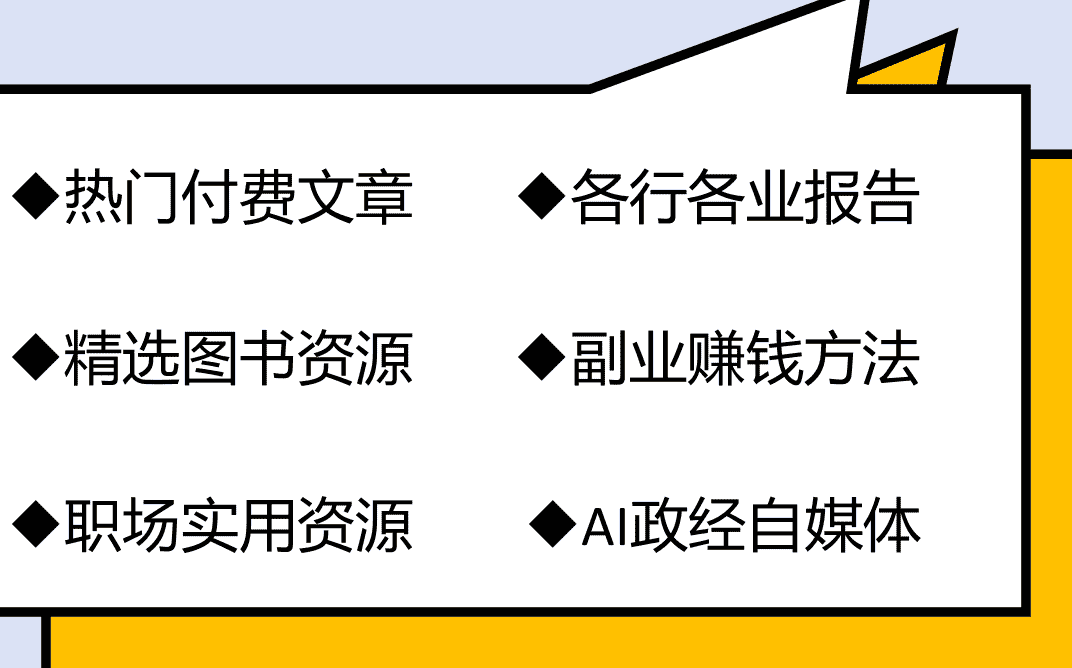 ◆热门付费文章 ◆各行各业报告
◆精选图书资源 ◆副业赚钱方法
◆职场实用资源 ◆AI政经自媒体